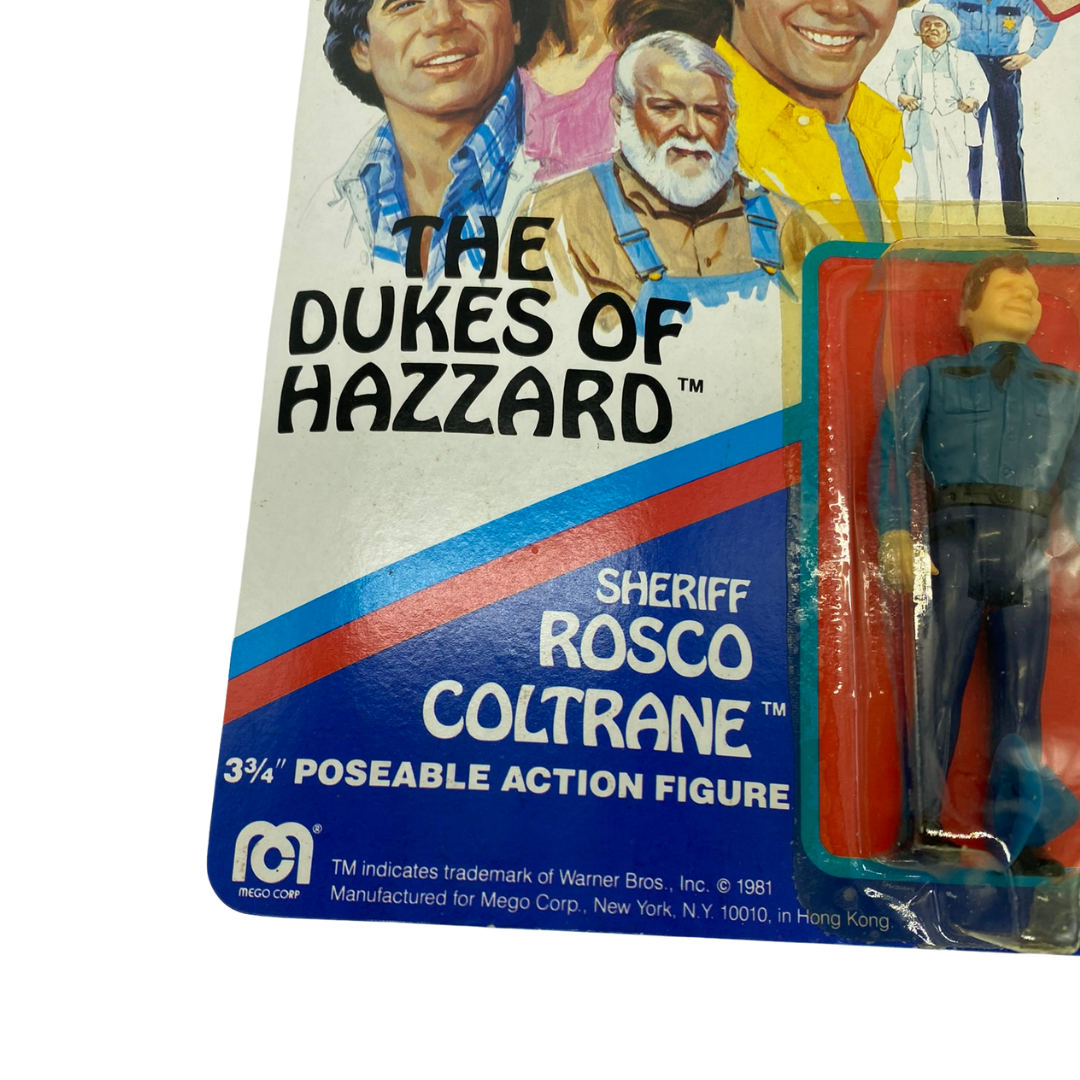 THE
DUKES OF
HAZZARD™
SHERIFF
ROSCO
COLTRANE™
3¾" POSEABLE ACTION FIGURE
®
MEGO CORP
TM indicates trademark of Warner Bros., Inc. © 1981
Manufactured for Mego Corp., New York, N.Y. 10010, in Hong Kong.